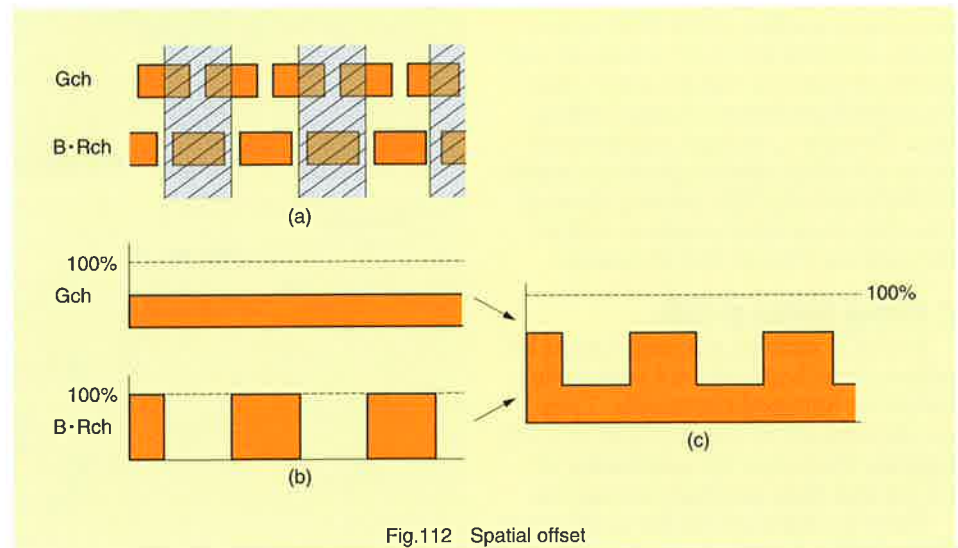 Gch
B·Rch
(a)
100%
Gch
100%
B·Rch
(b)
100%
(c)
Fig.112 Spatial offset